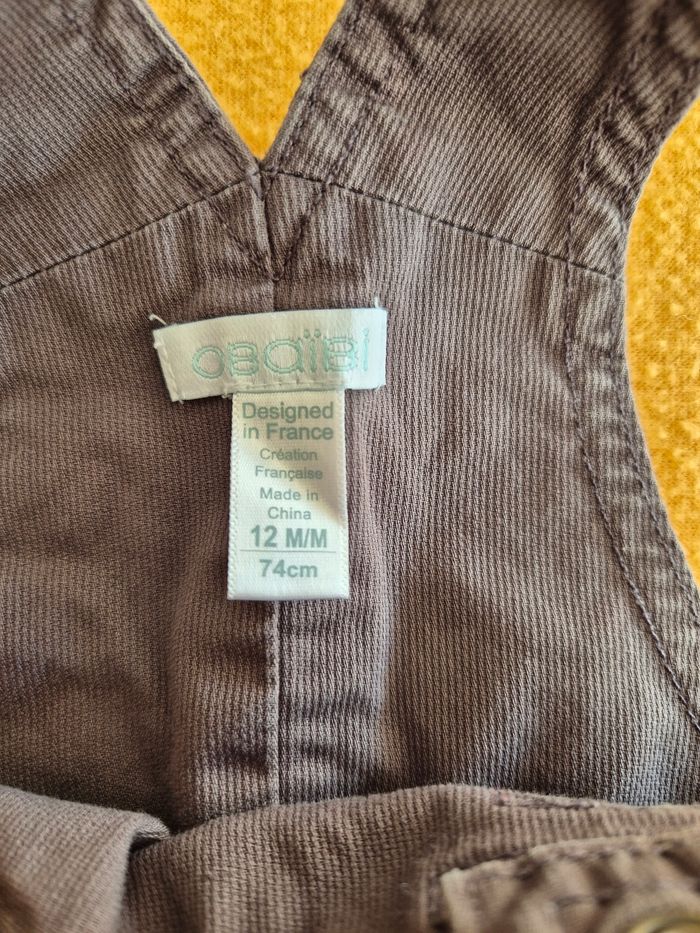 OBaïBi
Designed
in France
Création
Française
Made in
China
12 M/M
74cm